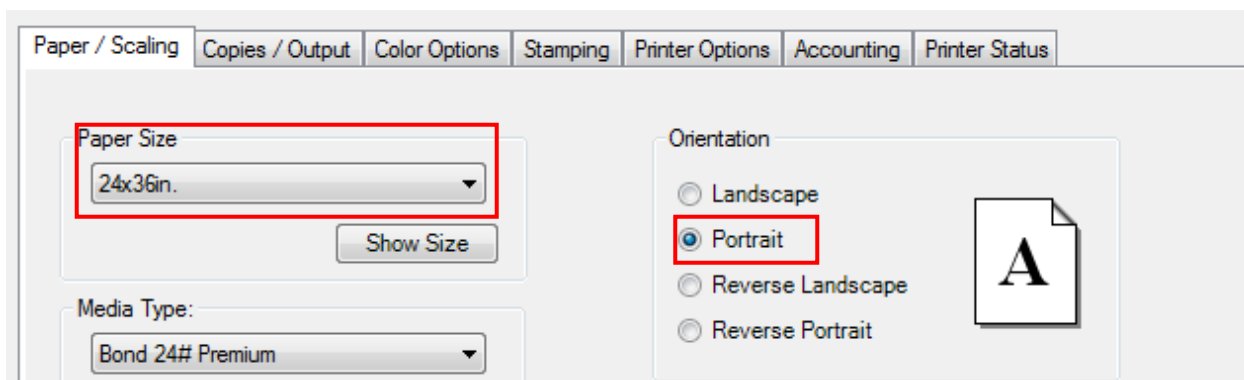 Paper / Scaling Copies / Output Color Options Stamping Printer Options Accounting Printer Status
Paper Size
24x36in.
Show Size
Media Type:
Bond 24# Premium
Orientation
Landscape
Portrait
Reverse Landscape
Reverse Portrait
A